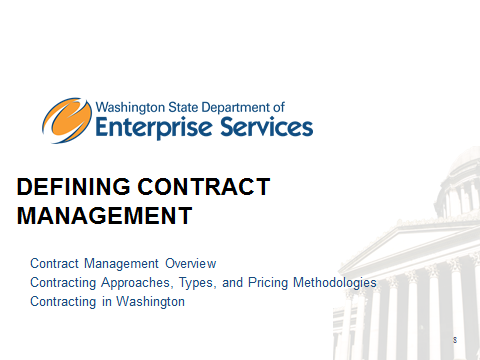 Washington State Department of
Enterprise Services
DEFINING CONTRACT
MANAGEMENT
Contract Management Overview
Contracting Approaches, Types, and Pricing Methodologies
Contracting in Washington
8